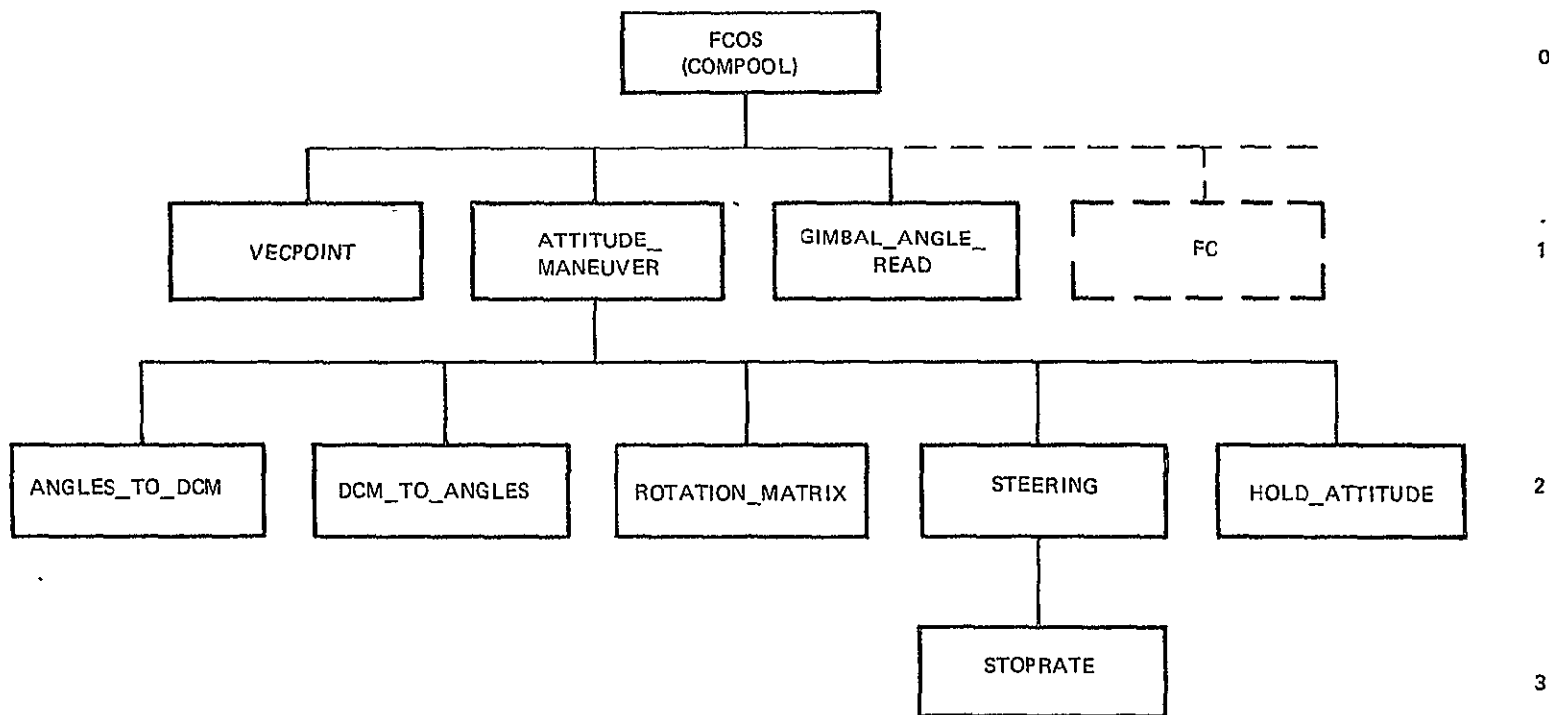 FCOS
(COMPOOL)
0
VECPOINT
ATTITUDE_
MANEUVER
GIMBAL_ANGLE_
READ
FC
1
ANGLES_TO_DCM
DCM_TO_ANGLES
ROTATION_MATRIX
STEERING
HOLD_ATTITUDE
2
STOPRATE
3